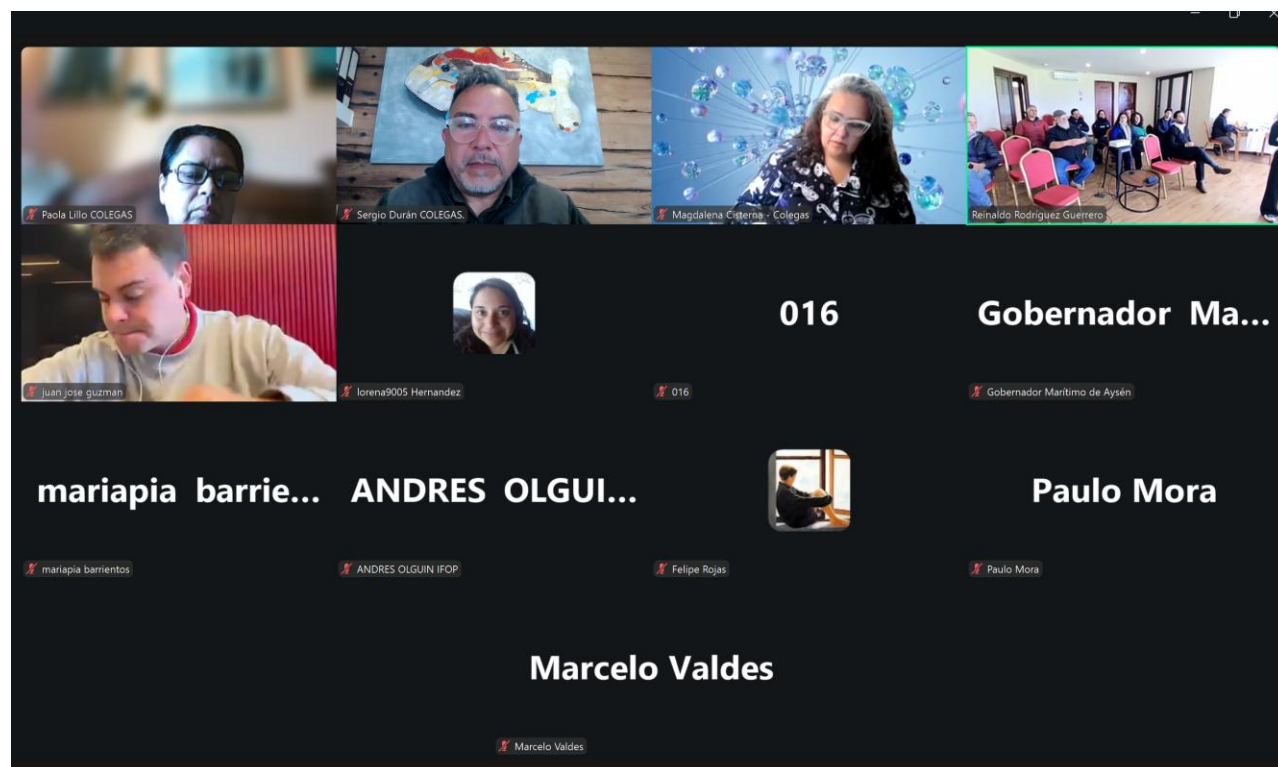 Paola Lillo COLEGAS
Sergio Durán COLEGAS.
Magdalena Cisterna - Colegas
Reinaldo Rodríguez Guerrero
juan jose guzman
lorena9005 Hernandez
016
016
Gobernador Ma...
Gobernador Marítimo de Aysén
mariapia barrie...
mariapia barrientos
ANDRES OLGUI...
ANDRES OLGUIN IFOP
Felipe Rojas
Paulo Mora
Paulo Mora
Marcelo Valdes
Marcelo Valdes